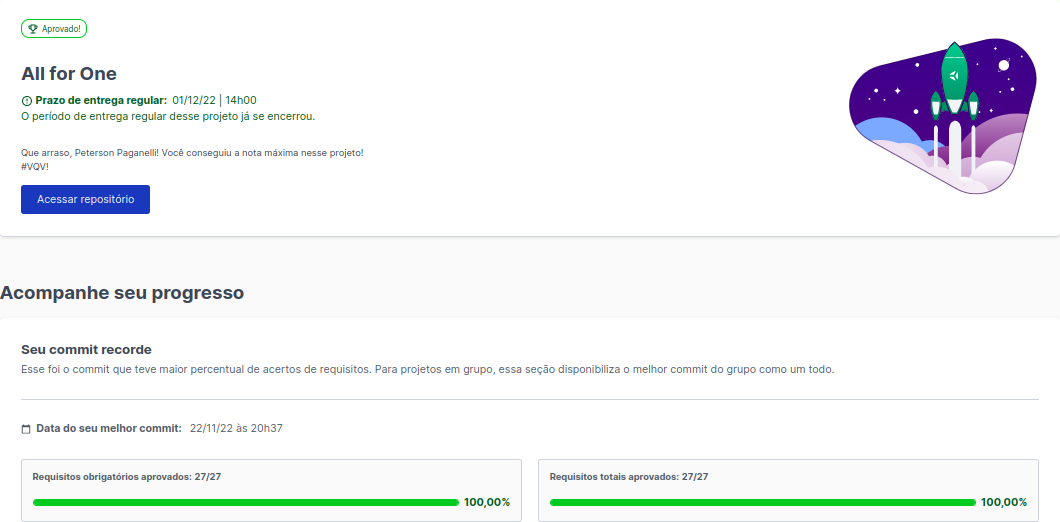 Aprovado!
All for One
Prazo de entrega regular: 01/12/22 | 14h00
O período de entrega regular desse projeto já se encerrou.
Que arraso, Peterson Paganelli! Você conseguiu a nota máxima nesse projeto!
#VQV!
Acessar repositório
Acompanhe seu progresso
Seu commit recorde
Esse foi o commit que teve maior percentual de acertos de requisitos. Para projetos em grupo, essa seção disponibiliza o melhor commit do grupo como um todo.
Data do seu melhor commit: 22/11/22 às 20h37
Requisitos obrigatórios aprovados: 27/27
100,00%
Requisitos totais aprovados: 27/27
100,00%